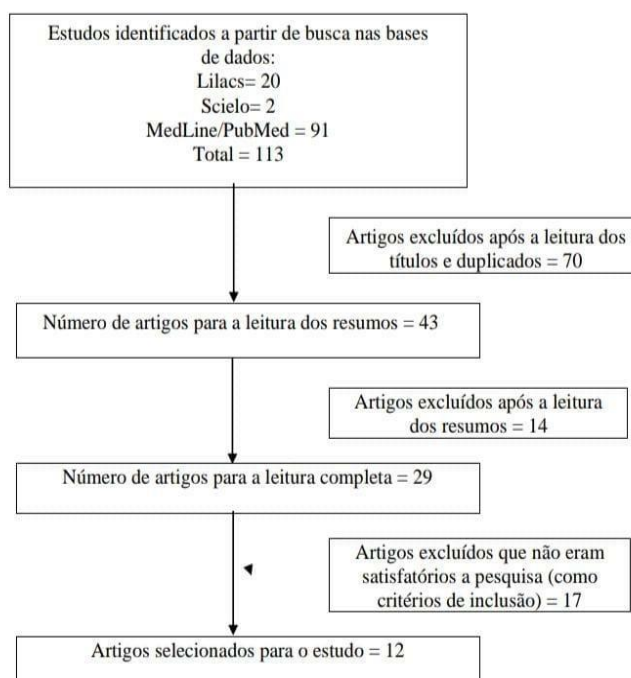 Estudos identificados a partir de busca nas bases
de dados:
Lilacs= 20
Scielo= 2
MedLine/PubMed = 91
Total = 113
Artigos excluídos após a leitura dos
títulos e duplicados = 70
Número de artigos para a leitura dos resumos = 43
Artigos excluídos após a leitura
dos resumos = 14
Número de artigos para a leitura completa = 29
Artigos excluídos que não eram
satisfatórios a pesquisa (como
critérios de inclusão) = 17
Artigos selecionados para o estudo = 12